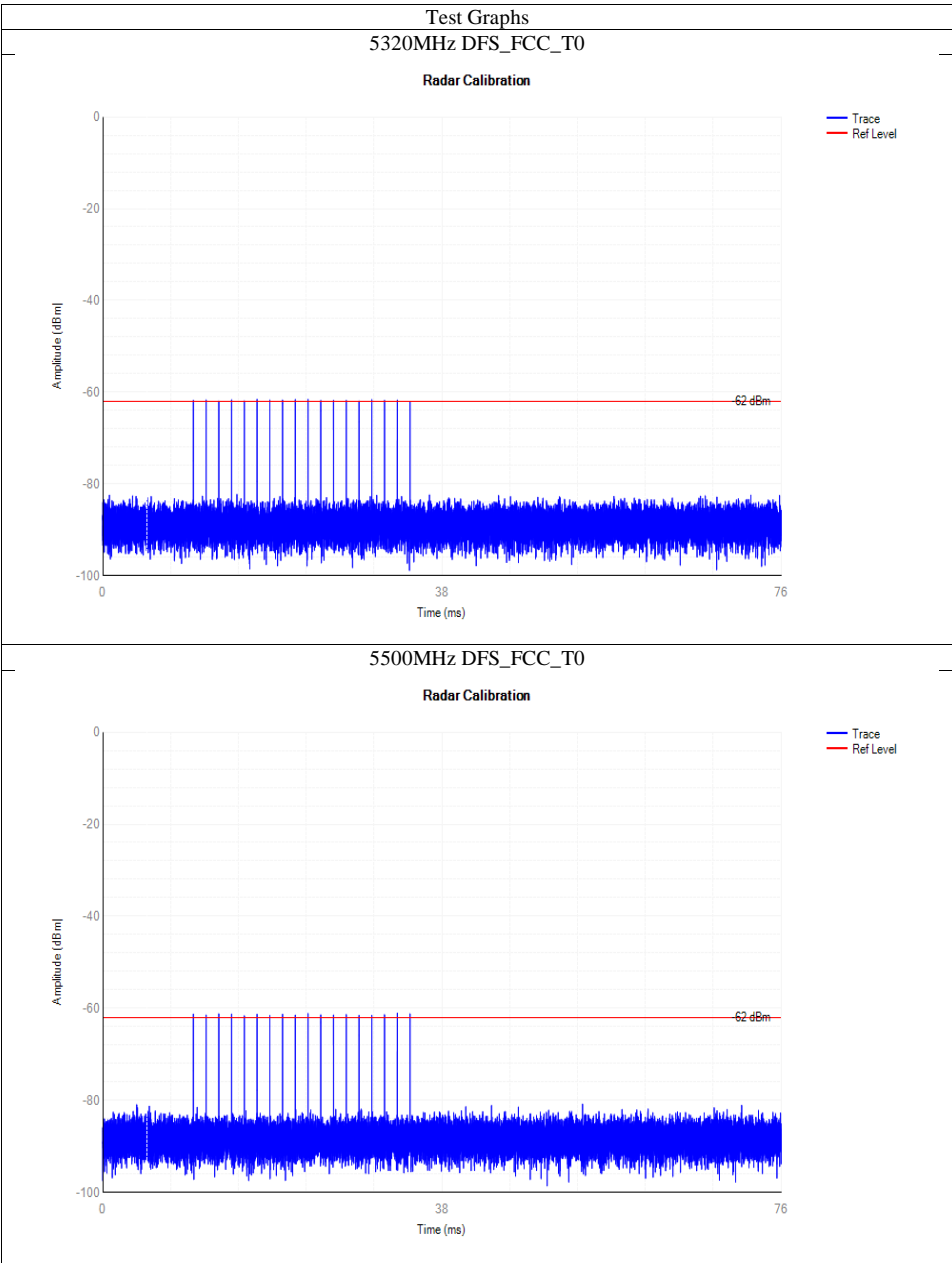 Test Graphs
5320MHz DFS_FCC_T0
Radar Calibration
Trace
Ref Level
0
-20
-40
-60
-80
-100
Amplitude [dBm]
-62 dBm
0
38
76
Time (ms)
5500MHz DFS_FCC_T0
Radar Calibration
Trace
Ref Level
0
-20
-40
-60
-80
-100
Amplitude [dBm]
-62 dBm
0
38
76
Time (ms)